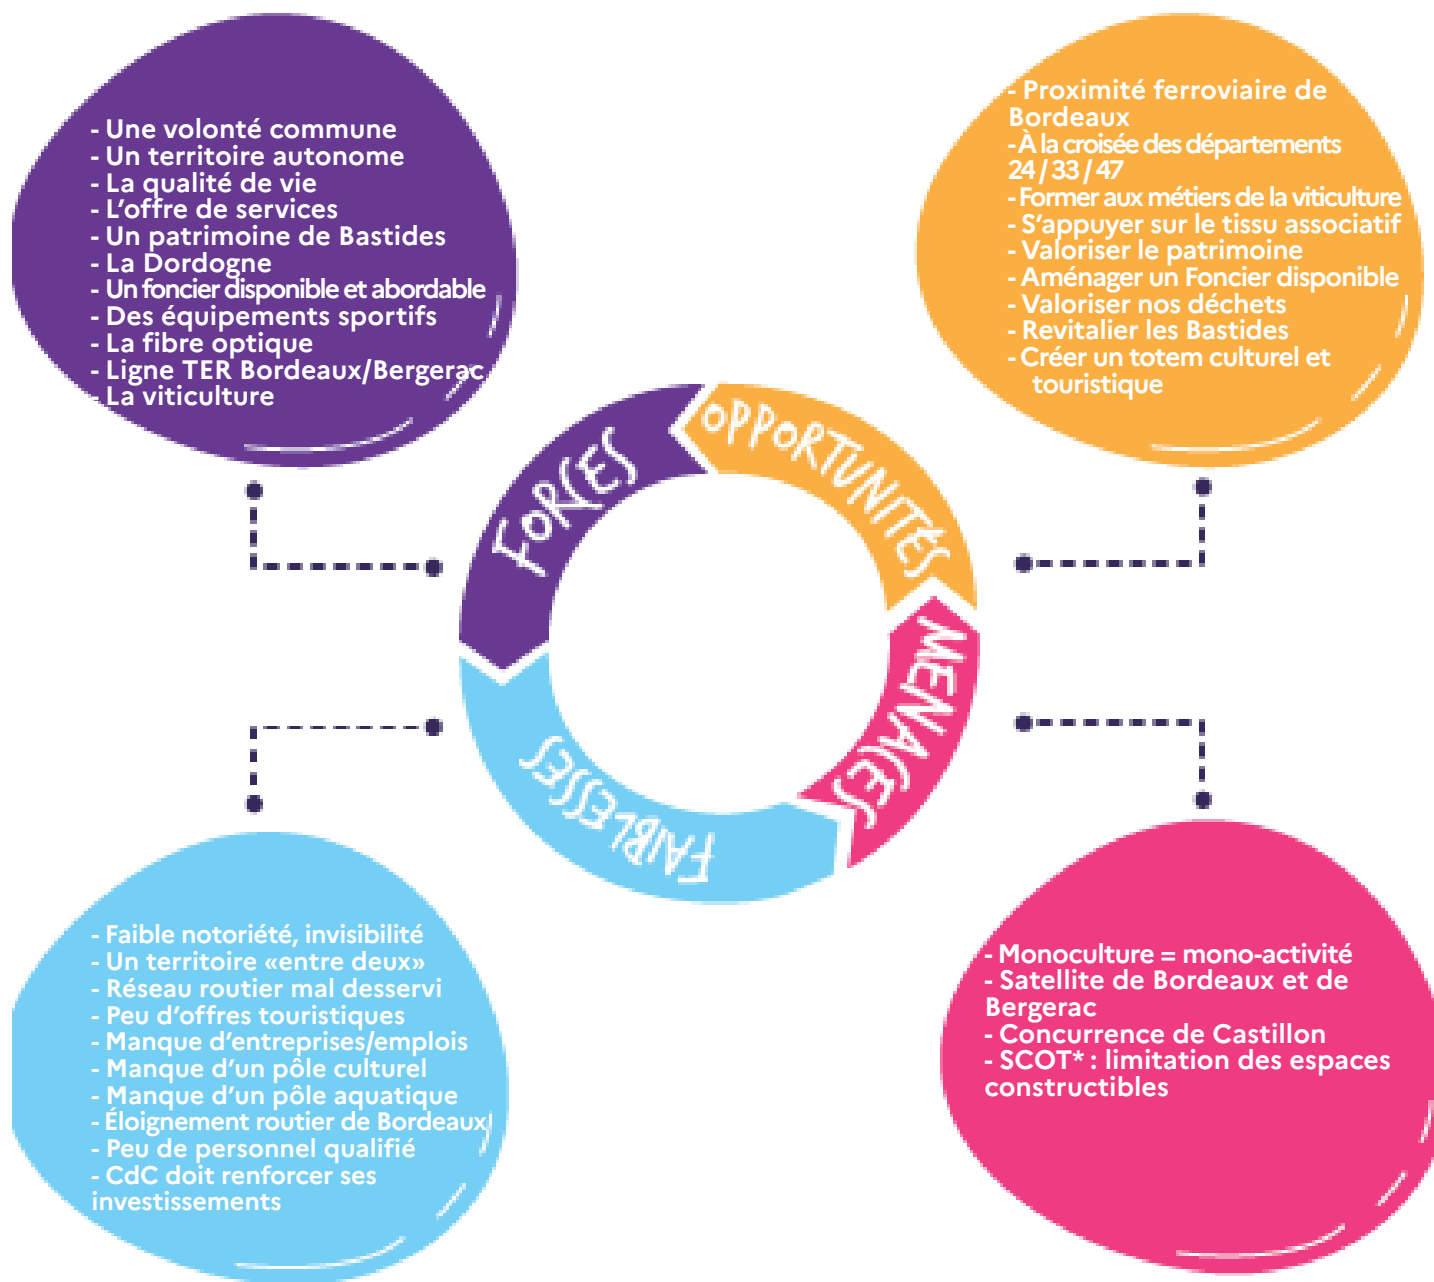 - Une volonté commune
- Un territoire autonome
- La qualité de vie
- L'offre de services
- Un patrimoine de Bastides
- La Dordogne
- Un foncier disponible et abordable
- Des équipements sportifs
- La fibre optique
- Ligne TER Bordeaux/Bergerac
- La viticulture
- Proximité ferroviaire de
Bordeaux
- À la croisée des départements
24 / 33 / 47
- Former aux métiers de la viticulture
- S'appuyer sur le tissu associatif
- Valoriser le patrimoine
- Aménager un Foncier disponible
- Valoriser nos déchets
- Revitalier les Bastides
- Créer un totem culturel et
touristique
FORCES
OPPORTUNITÉS
MENACES
FAIBLESSES
- Faible notoriété, invisibilité
- Un territoire «entre deux»
- Réseau routier mal desservi
- Peu d'offres touristiques
- Manque d'entreprises/emplois
- Manque d'un pôle culturel
- Manque d'un pôle aquatique
- Éloignement routier de Bordeaux
- Peu de personnel qualifié
- CdC doit renforcer ses
investissements
- Monoculture = mono-activité
- Satellite de Bordeaux et de
Bergerac
- Concurrence de Castillon
- SCOT* : limitation des espaces
constructibles